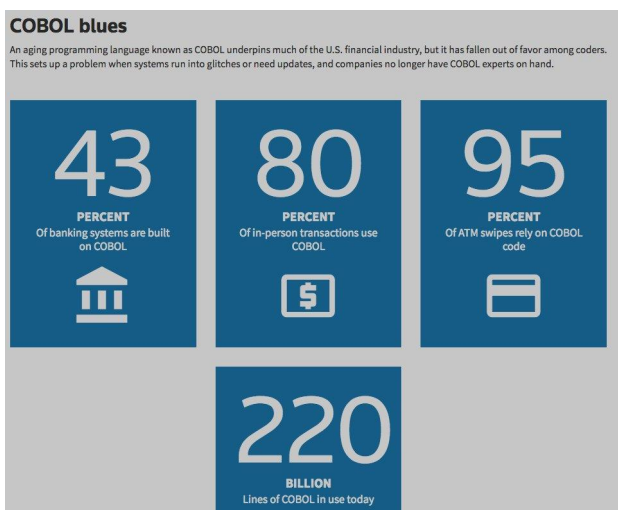 COBOL blues
An aging programming language known as COBOL underpins much of the U.S. financial industry, but it has fallen out of favor among coders.
This sets up a problem when systems run into glitches or need updates, and companies no longer have COBOL experts on hand.
43
PERCENT
Of banking systems are built
on COBOL
80
PERCENT
Of in-person transactions use
COBOL
$
95
PERCENT
Of ATM swipes rely on COBOL
code
220
BILLION
Lines of COBOL in use today